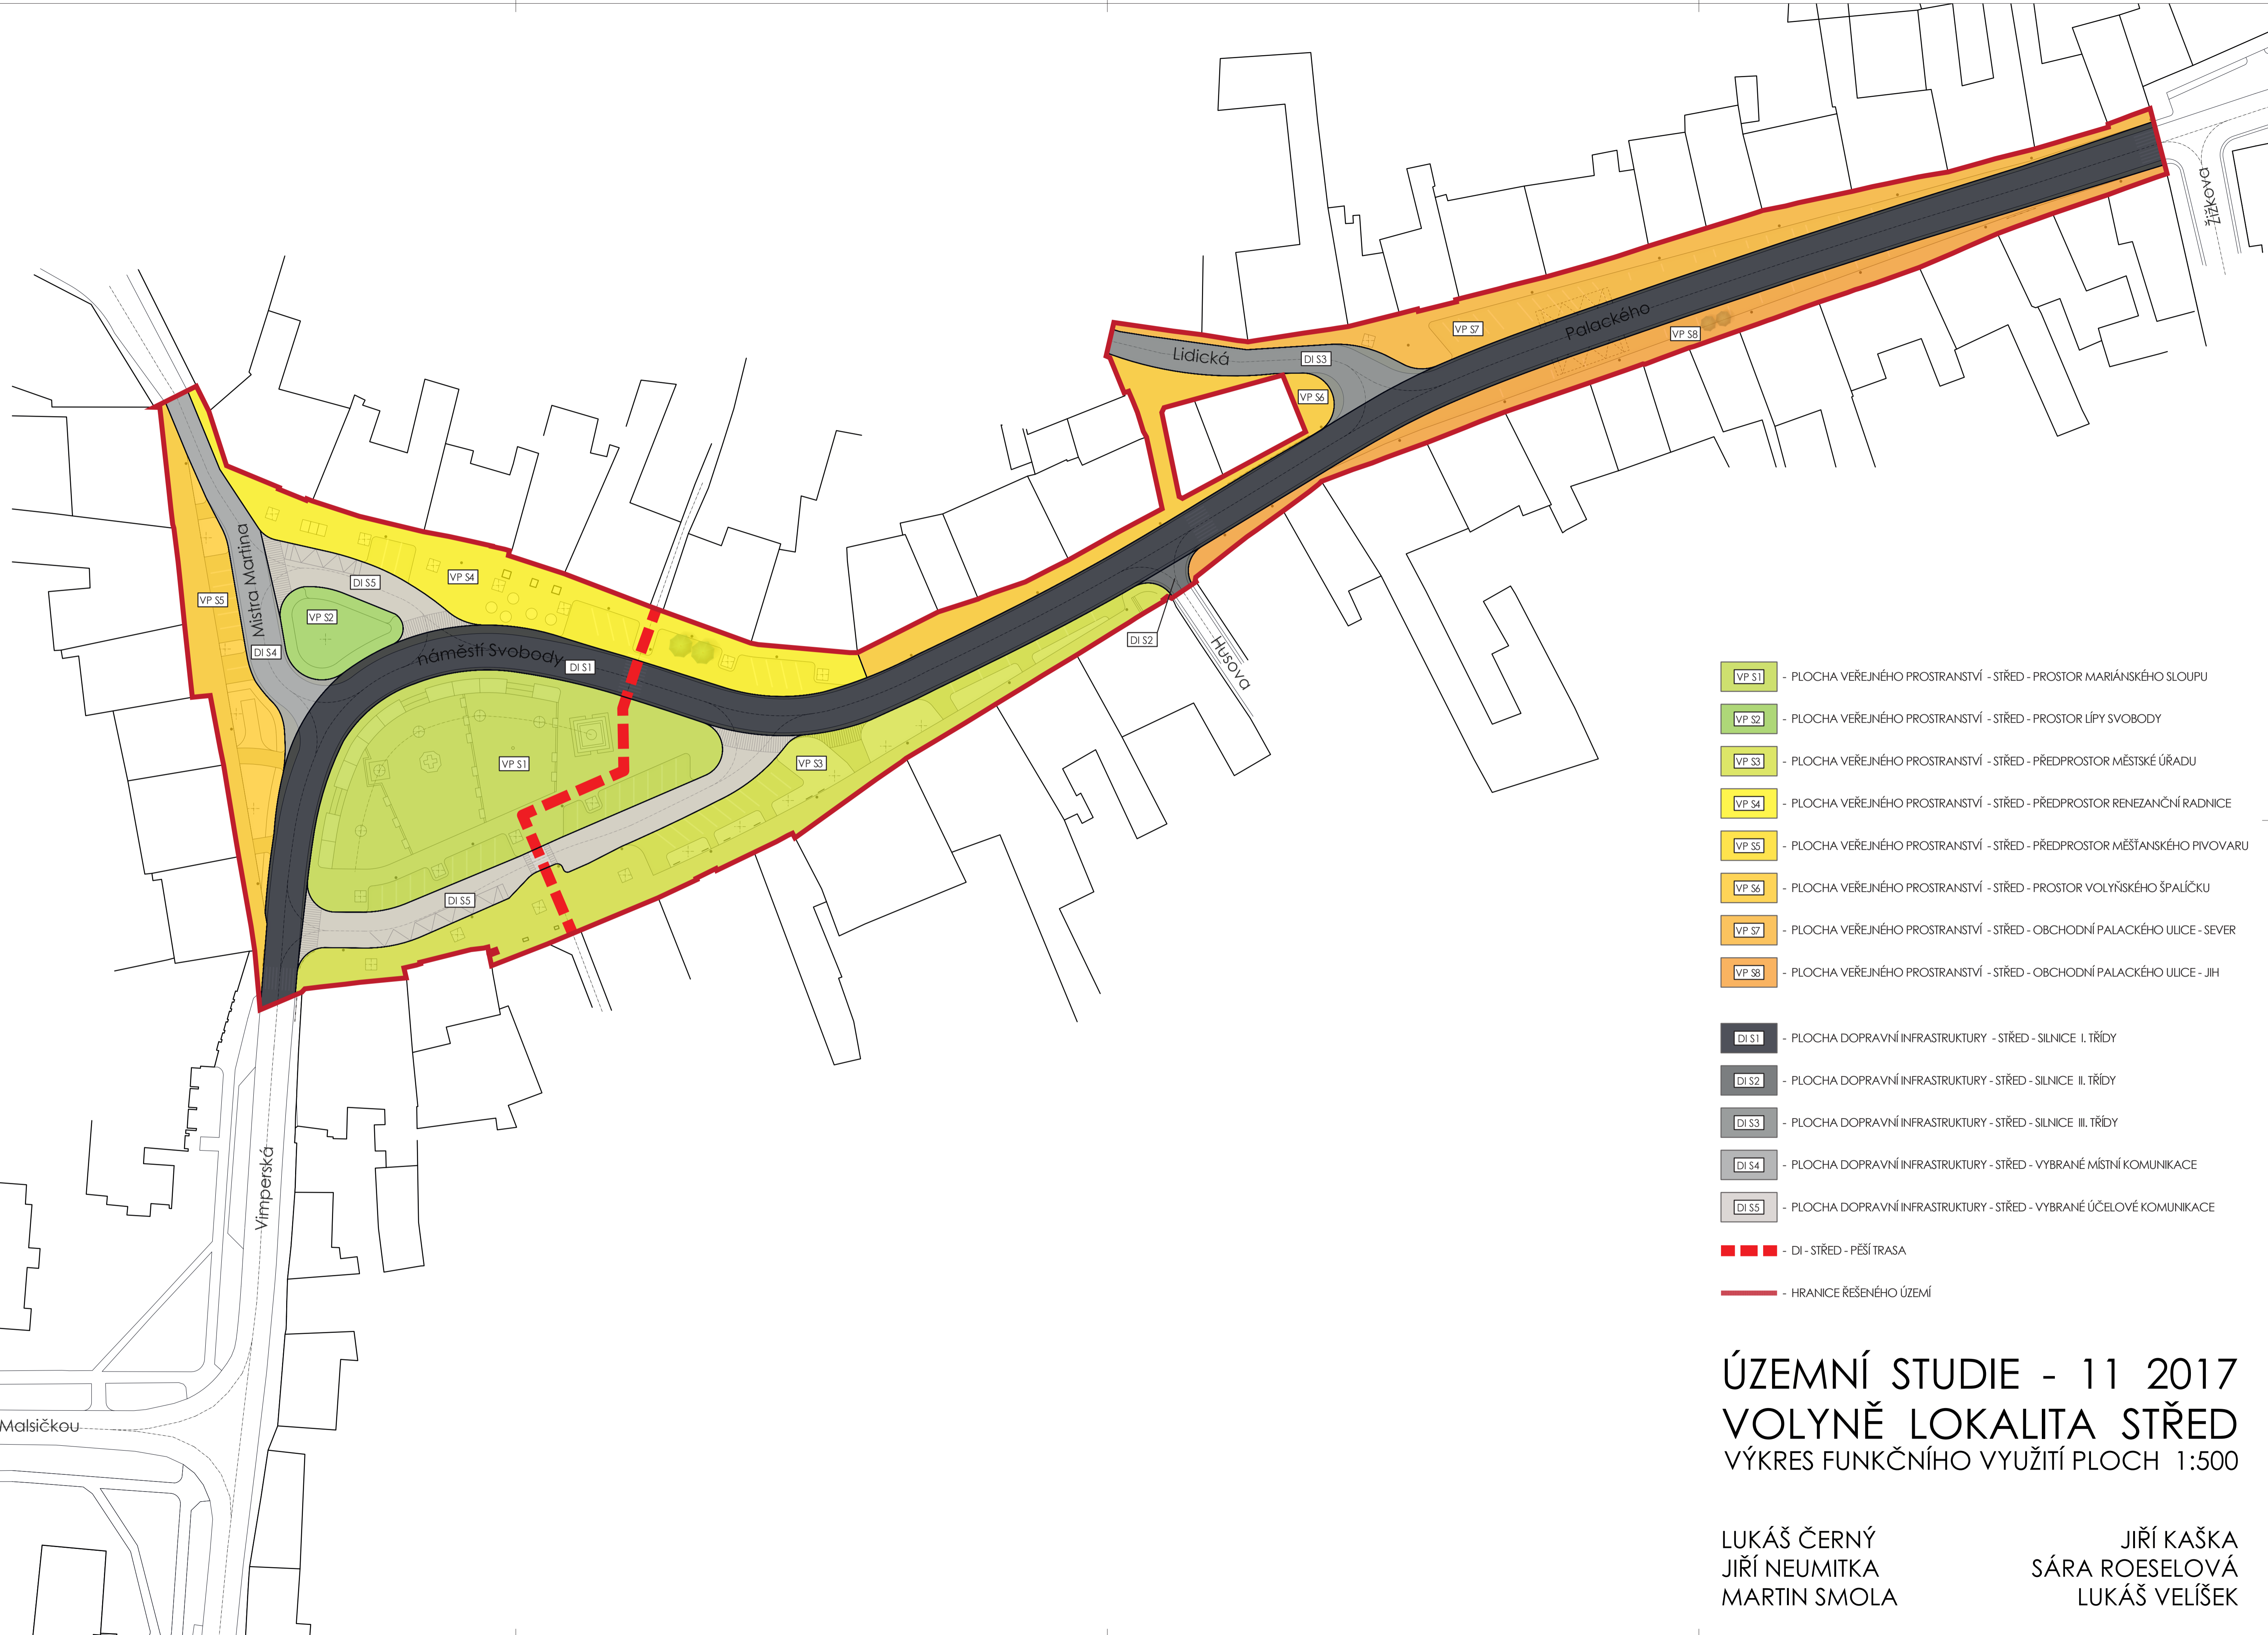 Žižkova
Palackého
VP S7
VP S8
Lidická
DI S3
VP S6
Mistra Martina
DI S5
VP S4
VP S5
VP S2
DI S4
náměstí Svobody
DI S1
DI S2
Husova
VP S1
VP S3
DI S5
Vimperská
Malsičkou
VP S1 - PLOCHA VEŘEJNÉHO PROSTRANSTVÍ - STŘED - PROSTOR MARIÁNSKÉHO SLOUPU
VP S2 - PLOCHA VEŘEJNÉHO PROSTRANSTVÍ - STŘED - PROSTOR LÍPY SVOBODY
VP S3 - PLOCHA VEŘEJNÉHO PROSTRANSTVÍ - STŘED - PŘEDPROSTOR MĚSTSKÉ ÚŘADU
VP S4 - PLOCHA VEŘEJNÉHO PROSTRANSTVÍ - STŘED - PŘEDPROSTOR RENEZANČNÍ RADNICE
VP S5 - PLOCHA VEŘEJNÉHO PROSTRANSTVÍ - STŘED - PŘEDPROSTOR MĚŠŤANSKÉHO PIVOVARU
VP S6 - PLOCHA VEŘEJNÉHO PROSTRANSTVÍ - STŘED - PROSTOR VOLYŇSKÉHO ŠPALÍČKU
VP S7 - PLOCHA VEŘEJNÉHO PROSTRANSTVÍ - STŘED - OBCHODNÍ PALACKÉHO ULICE - SEVER
VP S8 - PLOCHA VEŘEJNÉHO PROSTRANSTVÍ - STŘED - OBCHODNÍ PALACKÉHO ULICE - JIH
DI S1 - PLOCHA DOPRAVNÍ INFRASTRUKTURY - STŘED - SILNICE I. TŘÍDY
DI S2 - PLOCHA DOPRAVNÍ INFRASTRUKTURY - STŘED - SILNICE II. TŘÍDY
DI S3 - PLOCHA DOPRAVNÍ INFRASTRUKTURY - STŘED - SILNICE III. TŘÍDY
DI S4 - PLOCHA DOPRAVNÍ INFRASTRUKTURY - STŘED - VYBRANÉ MÍSTNÍ KOMUNIKACE
DI S5 - PLOCHA DOPRAVNÍ INFRASTRUKTURY - STŘED - VYBRANÉ ÚČELOVÉ KOMUNIKACE
- DI - STŘED - PĚŠÍ TRASA
- HRANICE ŘEŠENÉHO ÚZEMÍ
ÚZEMNÍ STUDIE - 11 2017
VOLYNĚ LOKALITA STŘED
VÝKRES FUNKČNÍHO VYUŽITÍ PLOCH 1:500
LUKÁŠ ČERNÝ
JIŘÍ NEUMITKA
MARTIN SMOLA
JIŘÍ KAŠKA
SÁRA ROESELOVÁ
LUKÁŠ VELÍŠEK